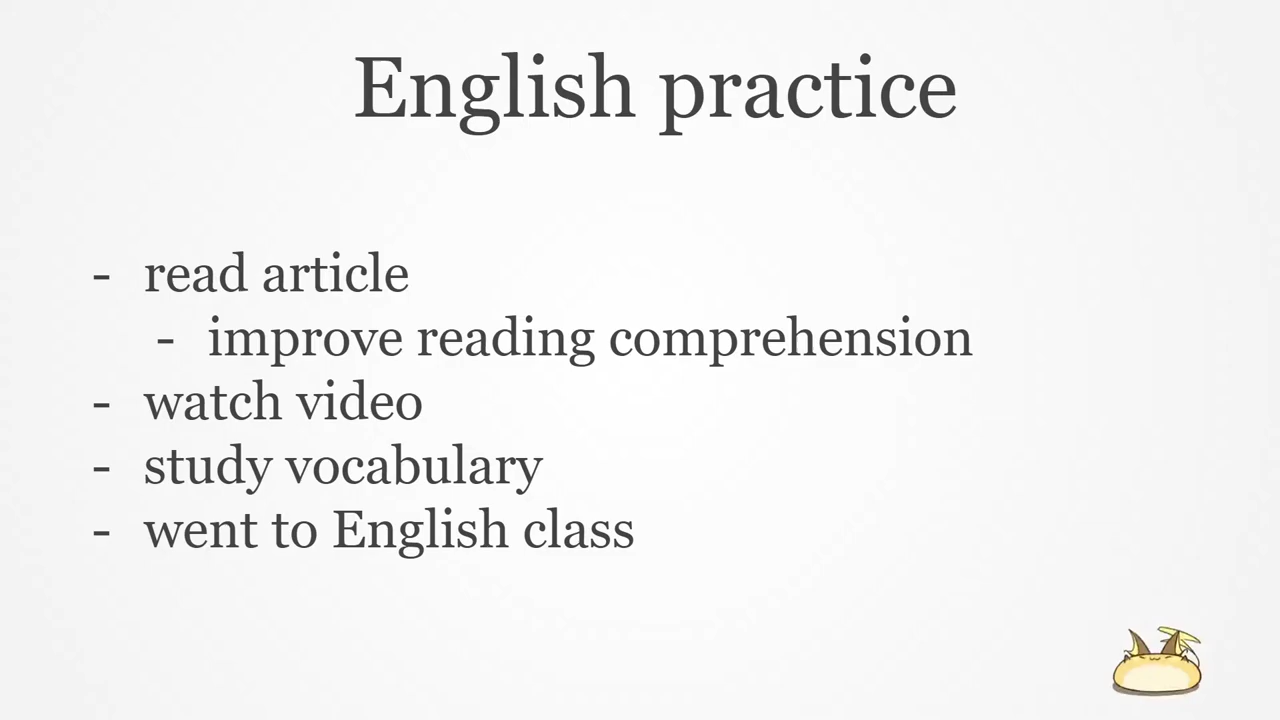 English practice
- read article
- improve reading comprehension
- watch video
- study vocabulary
- went to English class